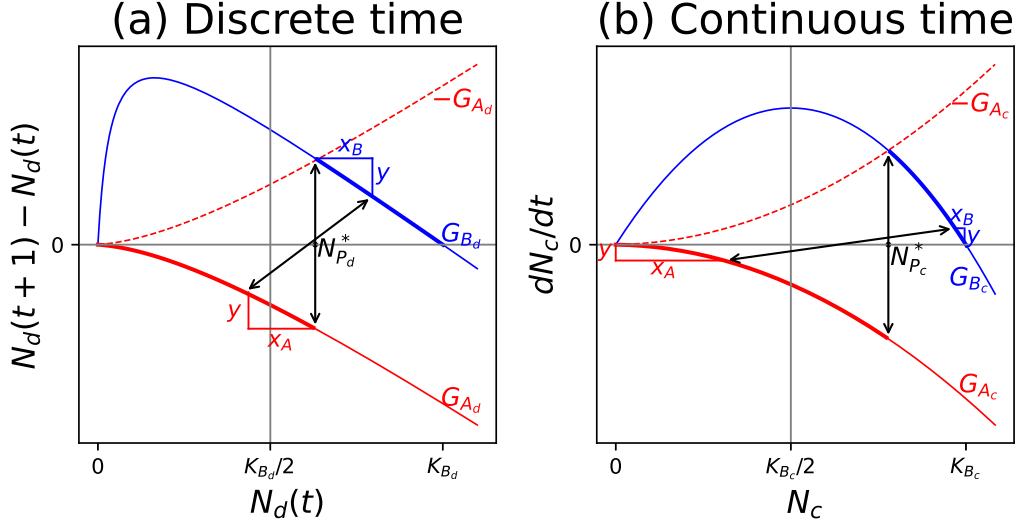 (a) Discrete time
N_d(t + 1) − N_d(t)
0
−G_{A_d}
x_B
y
G_{B_d}
N*_{P_d}
y
x_A
G_{A_d}
0
K_{B_d}/2
K_{B_d}
N_d(t)
(b) Continuous time
dN_c/dt
0
−G_{A_c}
x_B
y
y
x_A
N*_{P_c}
G_{B_c}
G_{A_c}
0
K_{B_c}/2
K_{B_c}
N_c